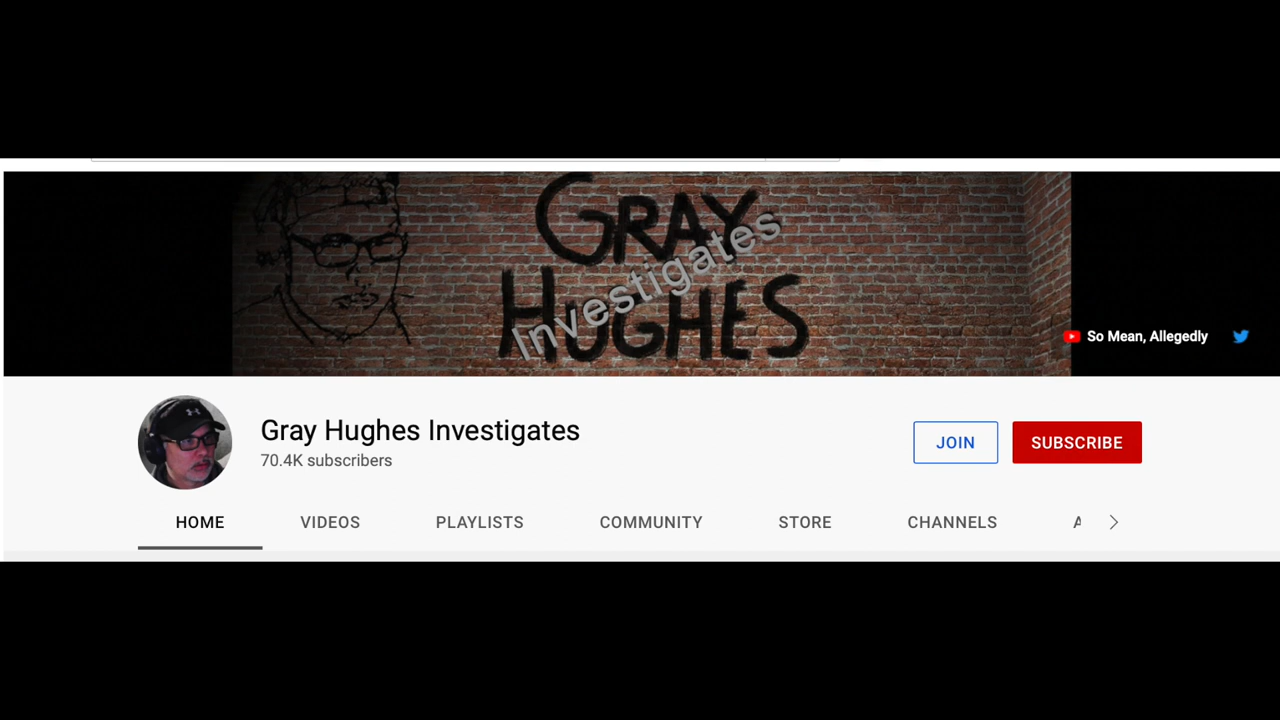 GRAY
HUGHES
Investigates
So Mean, Allegedly
Gray Hughes Investigates
70.4K subscribers
JOIN
SUBSCRIBE
HOME
VIDEOS
PLAYLISTS
COMMUNITY
STORE
CHANNELS